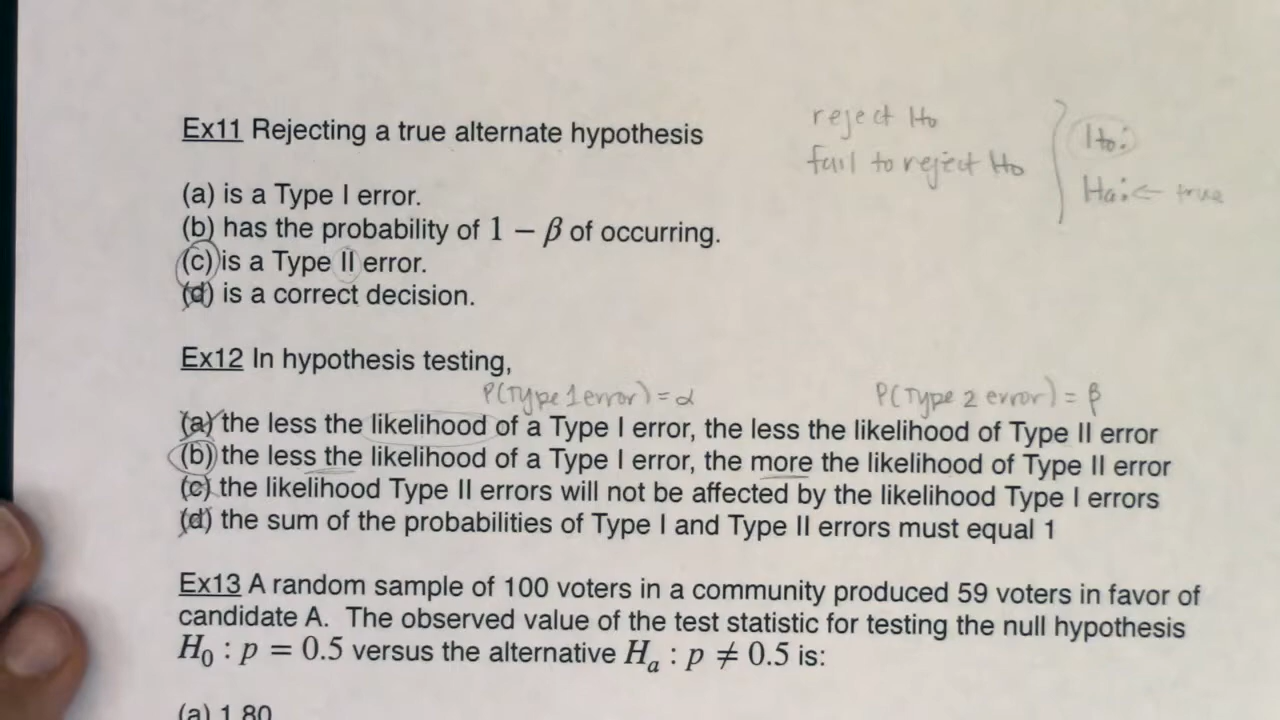 Ex11 Rejecting a true alternate hypothesis
reject Ho
fail to reject Ho
Ho:
Ha: ← true
(a) is a Type I error.
(b) has the probability of 1 − β of occurring.
(c) is a Type II error.
(d) is a correct decision.
Ex12 In hypothesis testing,
P(Type 1 error) = α
P(Type 2 error) = β
(a) the less the likelihood of a Type I error, the less the likelihood of Type II error
(b) the less the likelihood of a Type I error, the more the likelihood of Type II error
(c) the likelihood Type II errors will not be affected by the likelihood Type I errors
(d) the sum of the probabilities of Type I and Type II errors must equal 1
Ex13 A random sample of 100 voters in a community produced 59 voters in favor of
candidate A. The observed value of the test statistic for testing the null hypothesis
H₀ : p = 0.5 versus the alternative Hₐ : p ≠ 0.5 is:
(a) 1.80